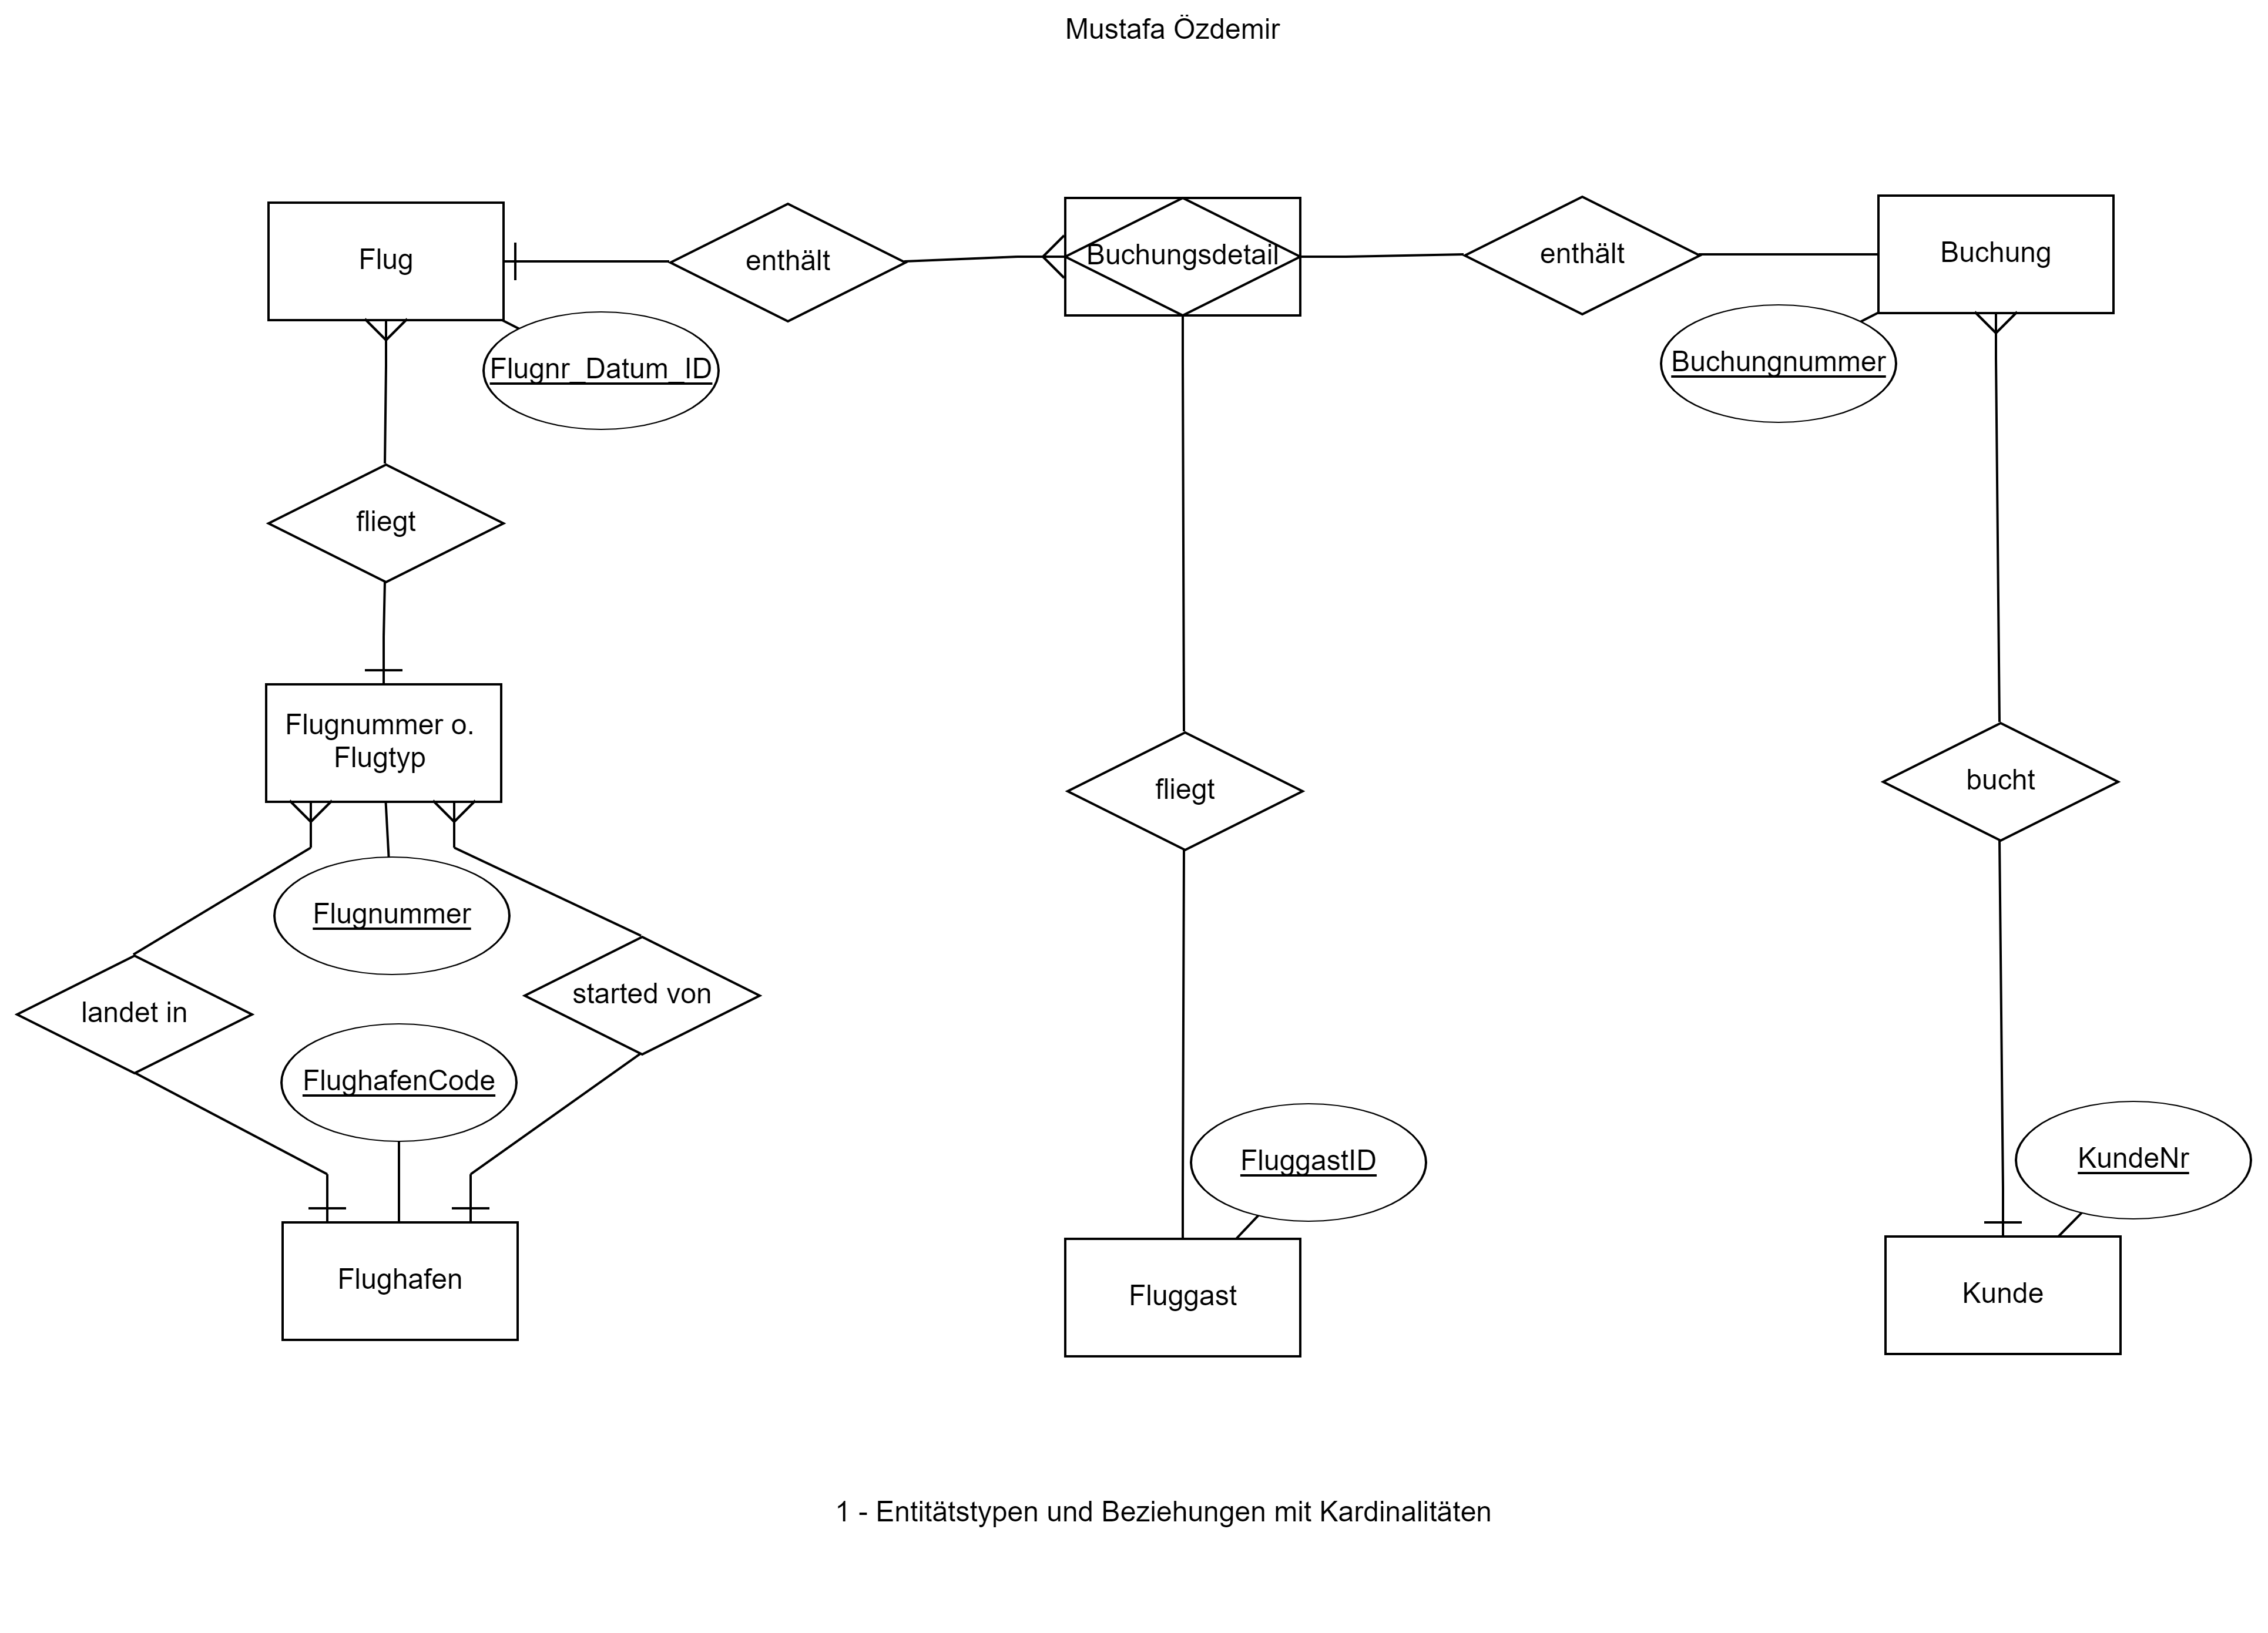 Mustafa Özdemir
Flug
enthält
Buchungsdetail
enthält
Buchung
Flugnr_Datum_ID
Buchungnummer
fliegt
Flugnummer o.
Flugtyp
fliegt
bucht
Flugnummer
landet in
started von
FlughafenCode
FluggastID
KundeNr
Flughafen
Fluggast
Kunde
1 - Entitätstypen und Beziehungen mit Kardinalitäten